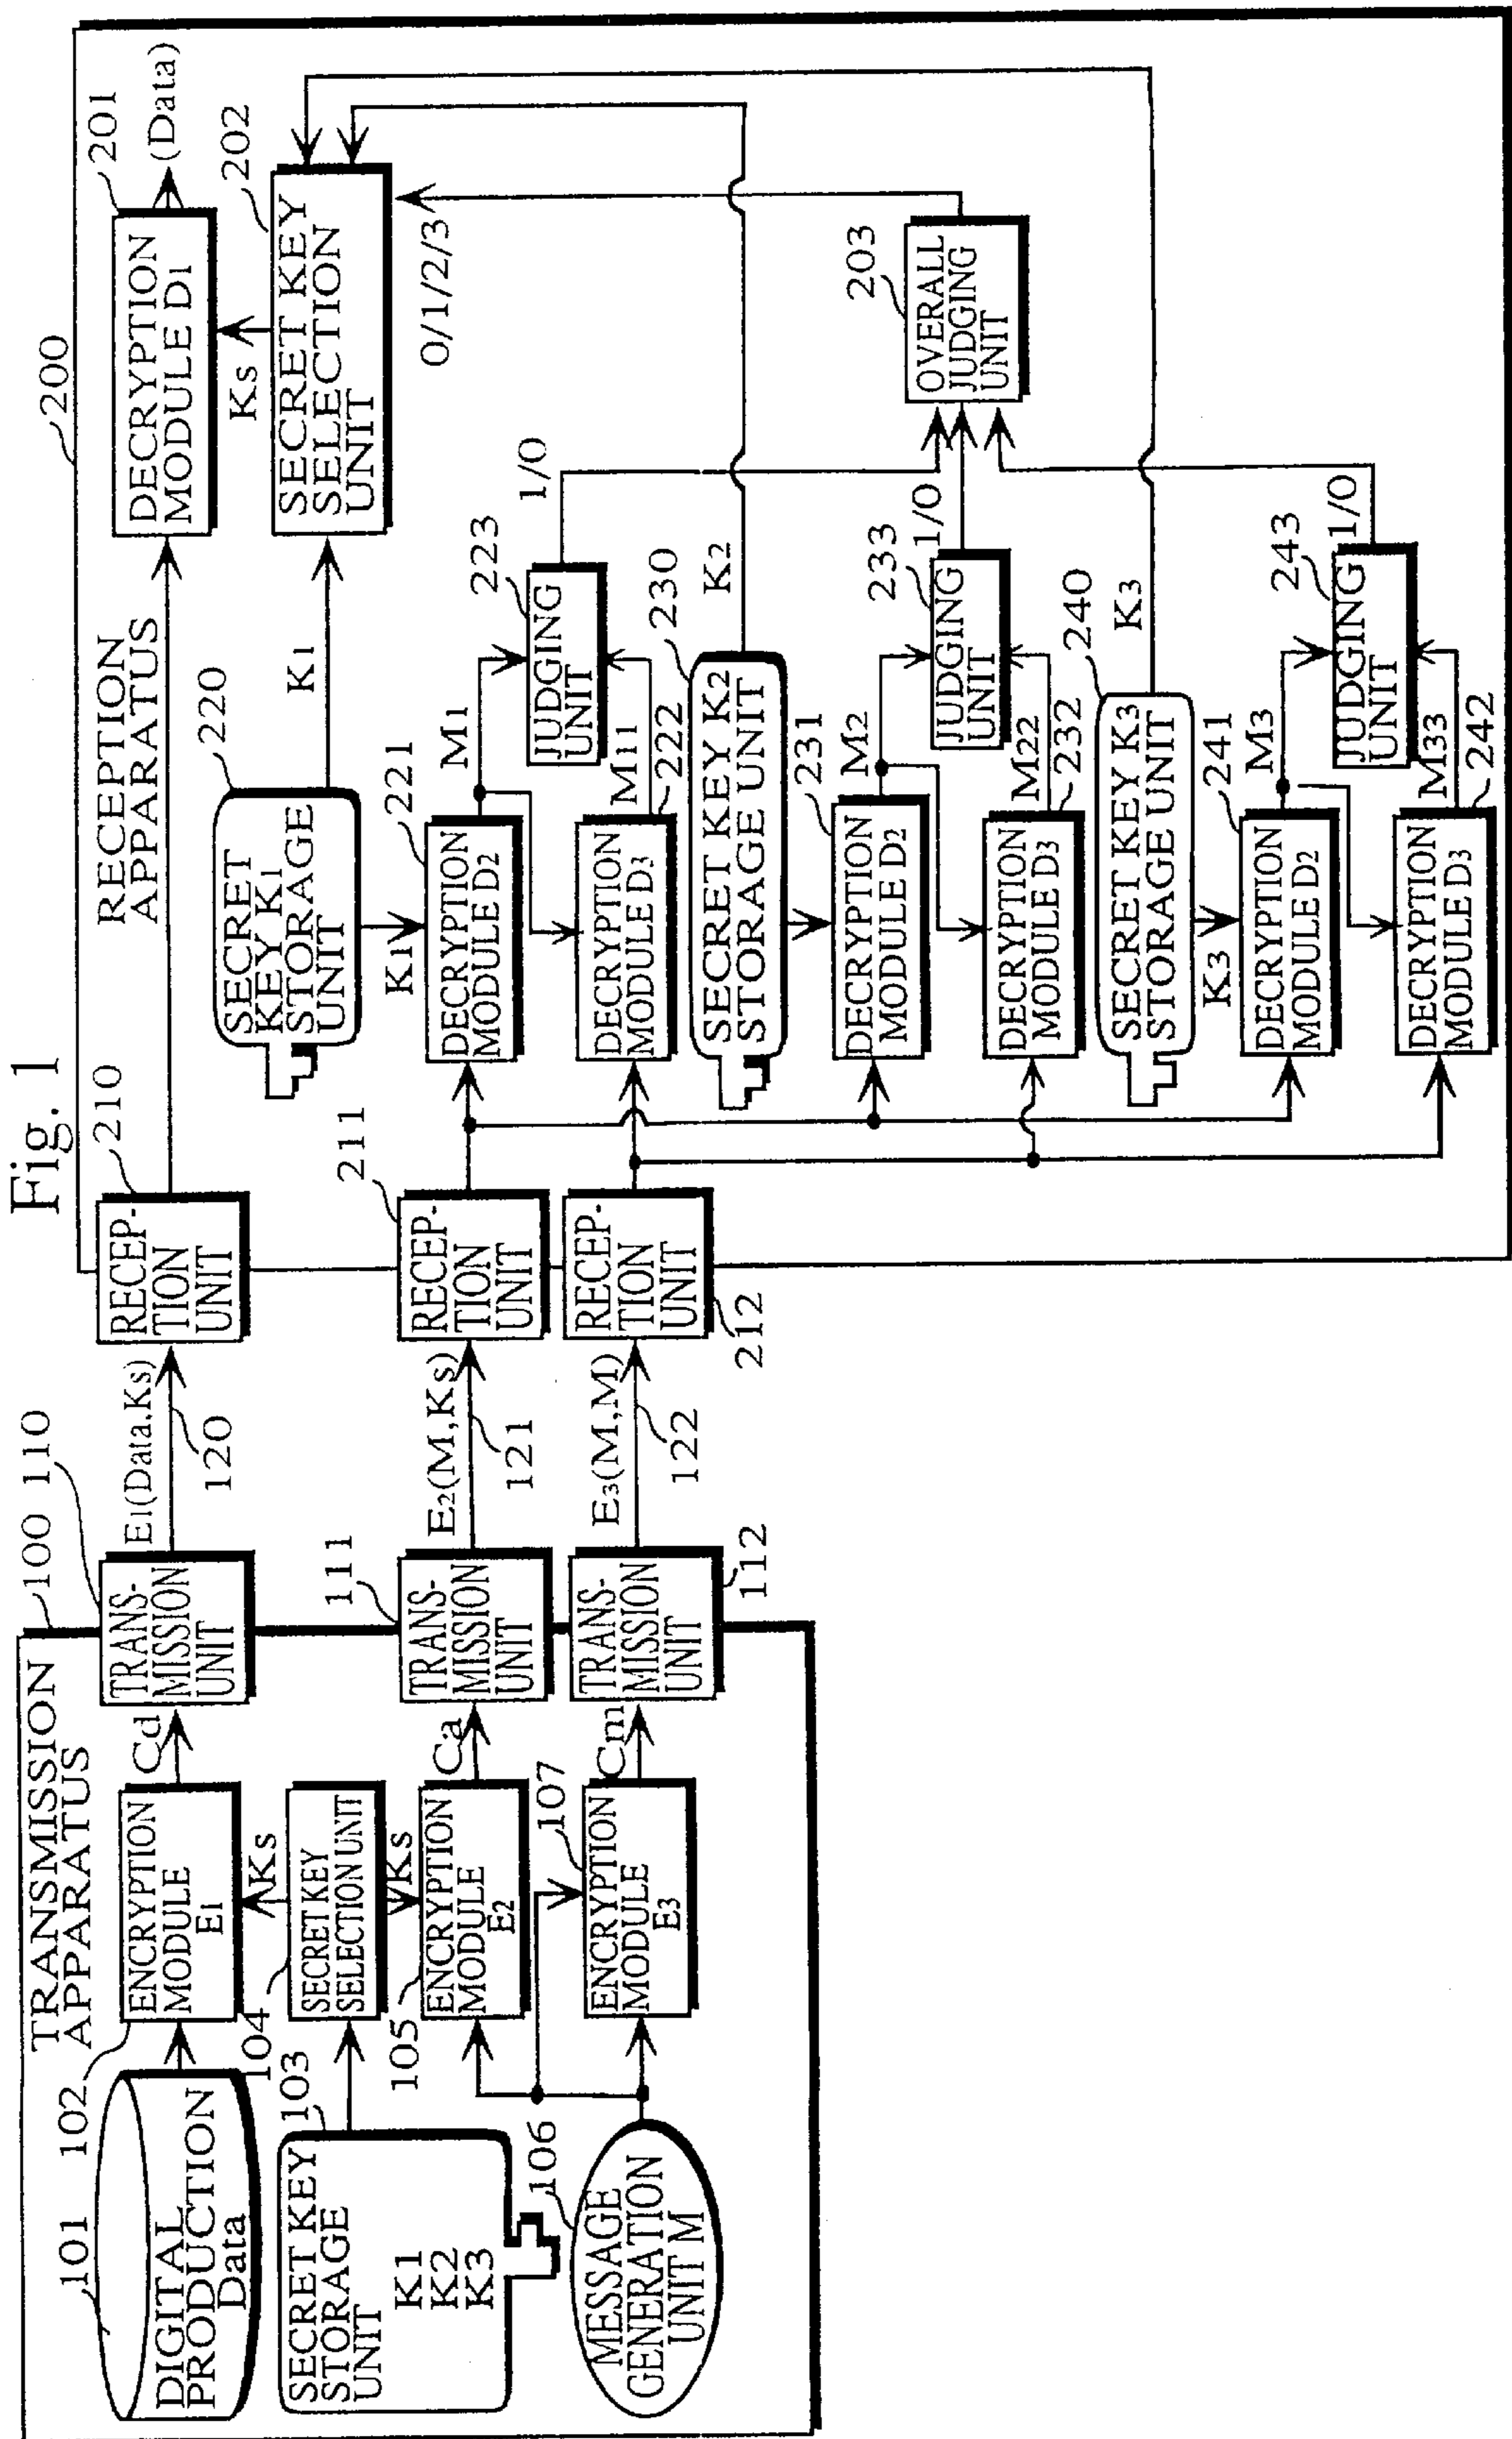 Fig. 1
TRANSMISSION
APPARATUS
100
101
DIGITAL
PRODUCTION
Data
102
ENCRYPTION
MODULE
E1
Cd
110
TRANS-
MISSION
UNIT
E1(Data.Ks)
120
Ks
103
SECRET KEY
STORAGE
UNIT
K1
K2
K3
104
SECRET KEY
SELECTION UNIT
Ks
105
ENCRYPTION
MODULE
E2
Ca
111
TRANS-
MISSION
UNIT
E2(M,Ks)
121
106
MESSAGE
GENERATION
UNIT M
107
ENCRYPTION
MODULE
E3
Cm
TRANS-
MISSION
UNIT
112
E3(M,M)
122
200
RECEPTION
APPARATUS
210
RECEP-
TION
UNIT
201
DECRYPTION
MODULE D1
(Data)
Ks
220
SECRET
KEY K1
STORAGE
UNIT
K1
202
SECRET KEY
SELECTION
UNIT
0/1/2/3
K1
211
RECEP-
TION
UNIT
221
DECRYPTION
MODULE D2
M1
223
JUDGING
UNIT
1/0
M11
222
DECRYPTION
MODULE D3
RECEP-
TION
UNIT
212
230
SECRET KEY K2
STORAGE UNIT
K2
203
OVERALL
JUDGING
UNIT
231
DECRYPTION
MODULE D2
M2
233
JUDGING
UNIT
1/0
M22
232
DECRYPTION
MODULE D3
240
SECRET KEY K3
STORAGE UNIT
K3
K3
241
DECRYPTION
MODULE D2
M3
243
JUDGING
UNIT
1/0
M33
242
DECRYPTION
MODULE D3